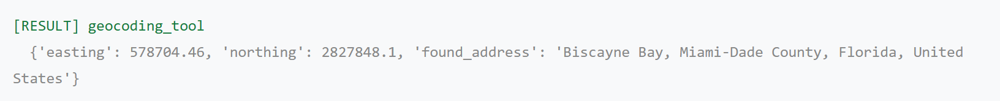 [RESULT] geocoding_tool
{'easting': 578704.46, 'northing': 2827848.1, 'found_address': 'Biscayne Bay, Miami-Dade County, Florida, United
States'}